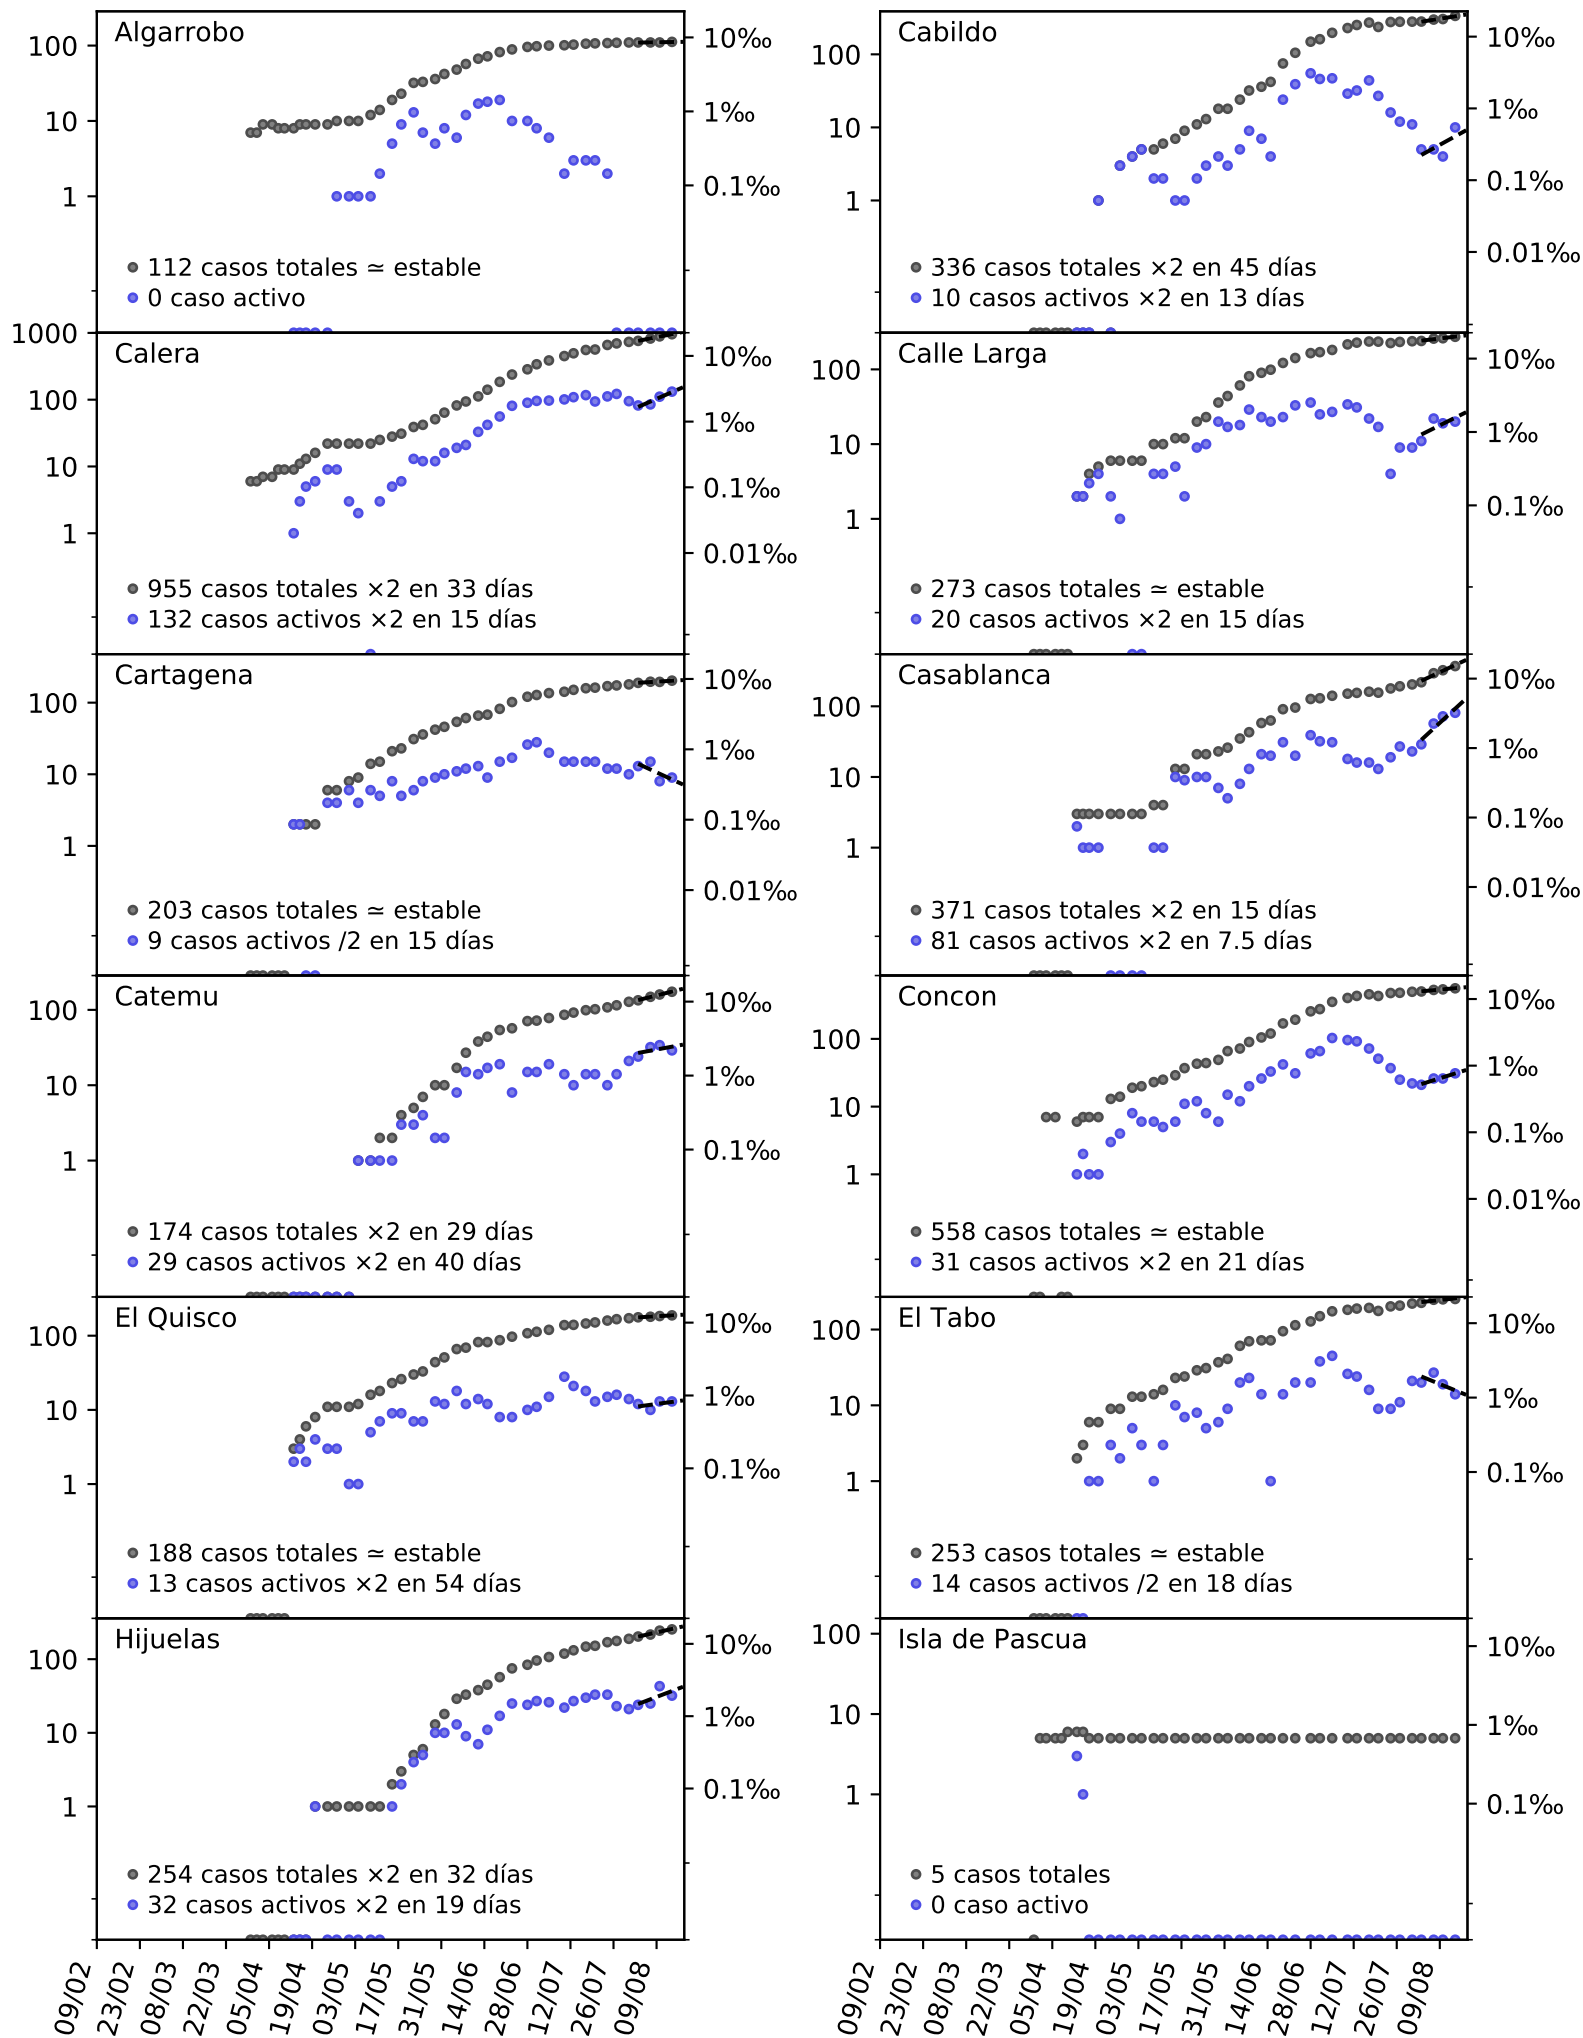 Algarrobo
100
10
1
10‰
1‰
0.1‰
112 casos totales ≃ estable
0 caso activo
Cabildo
100
10
1
10‰
1‰
0.1‰
0.01‰
336 casos totales ×2 en 45 días
10 casos activos ×2 en 13 días
Calera
1000
100
10
1
10‰
1‰
0.1‰
0.01‰
955 casos totales ×2 en 33 días
132 casos activos ×2 en 15 días
Calle Larga
100
10
1
10‰
1‰
0.1‰
273 casos totales ≃ estable
20 casos activos ×2 en 15 días
Cartagena
100
10
1
10‰
1‰
0.1‰
0.01‰
203 casos totales ≃ estable
9 casos activos /2 en 15 días
Casablanca
100
10
1
10‰
1‰
0.1‰
0.01‰
371 casos totales ×2 en 15 días
81 casos activos ×2 en 7.5 días
Catemu
100
10
1
10‰
1‰
0.1‰
174 casos totales ×2 en 29 días
29 casos activos ×2 en 40 días
Concon
100
10
1
10‰
1‰
0.1‰
0.01‰
558 casos totales ≃ estable
31 casos activos ×2 en 21 días
El Quisco
100
10
1
10‰
1‰
0.1‰
188 casos totales ≃ estable
13 casos activos ×2 en 54 días
El Tabo
100
10
1
10‰
1‰
0.1‰
253 casos totales ≃ estable
14 casos activos /2 en 18 días
Hijuelas
100
10
1
10‰
1‰
0.1‰
254 casos totales ×2 en 32 días
32 casos activos ×2 en 19 días
Isla de Pascua
100
10
1
10‰
1‰
0.1‰
5 casos totales
0 caso activo
09/02 23/02 08/03 22/03 05/04 19/04 03/05 17/05 31/05 14/06 28/06 12/07 26/07 09/08
09/02 23/02 08/03 22/03 05/04 19/04 03/05 17/05 31/05 14/06 28/06 12/07 26/07 09/08